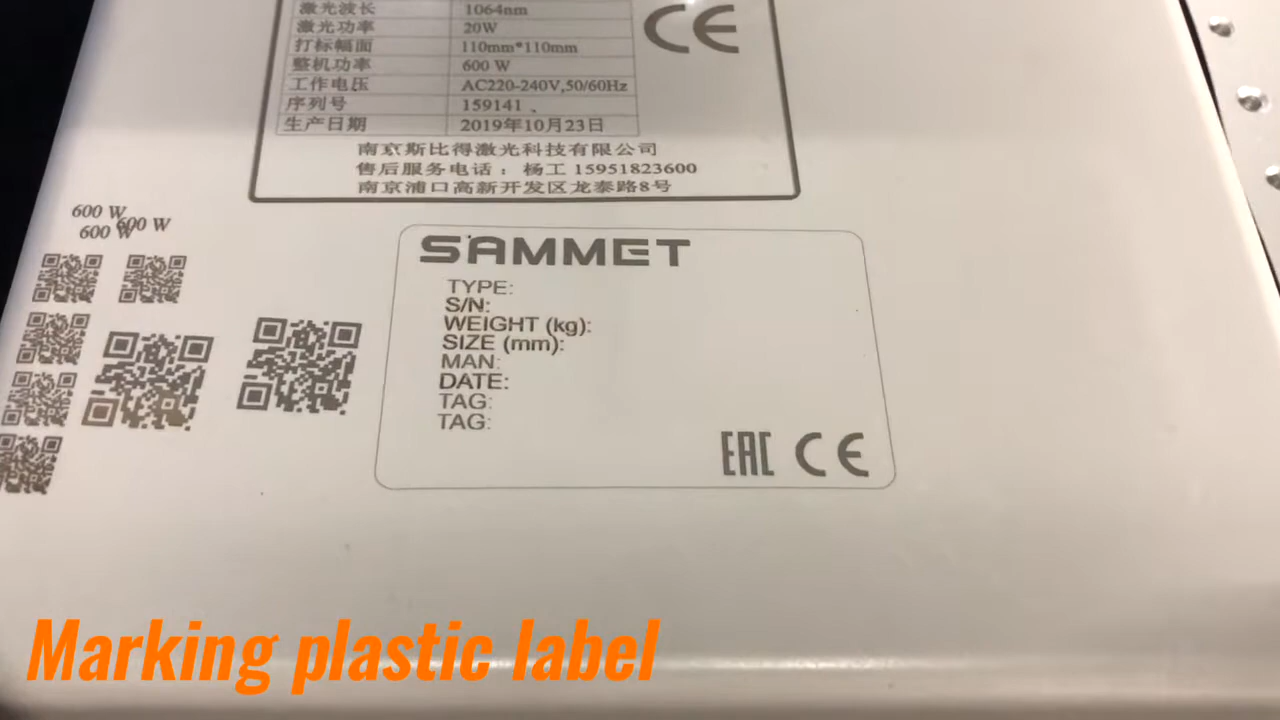 激光波长 1064nm
激光功率 20W
打标幅面 110mm*110mm
整机功率 600 W
工作电压 AC220-240V,50/60Hz
序列号 159141
生产日期 2019年10月23日
CE
南京斯比得激光科技有限公司
售后服务电话：杨工 15951823600
南京浦口高新开发区龙泰路8号
600 W
600 W
600 W
SAMMET
TYPE:
S/N:
WEIGHT (kg):
SIZE (mm):
MAN:
DATE:
TAG:
TAG:
EAC CE
Marking plastic label